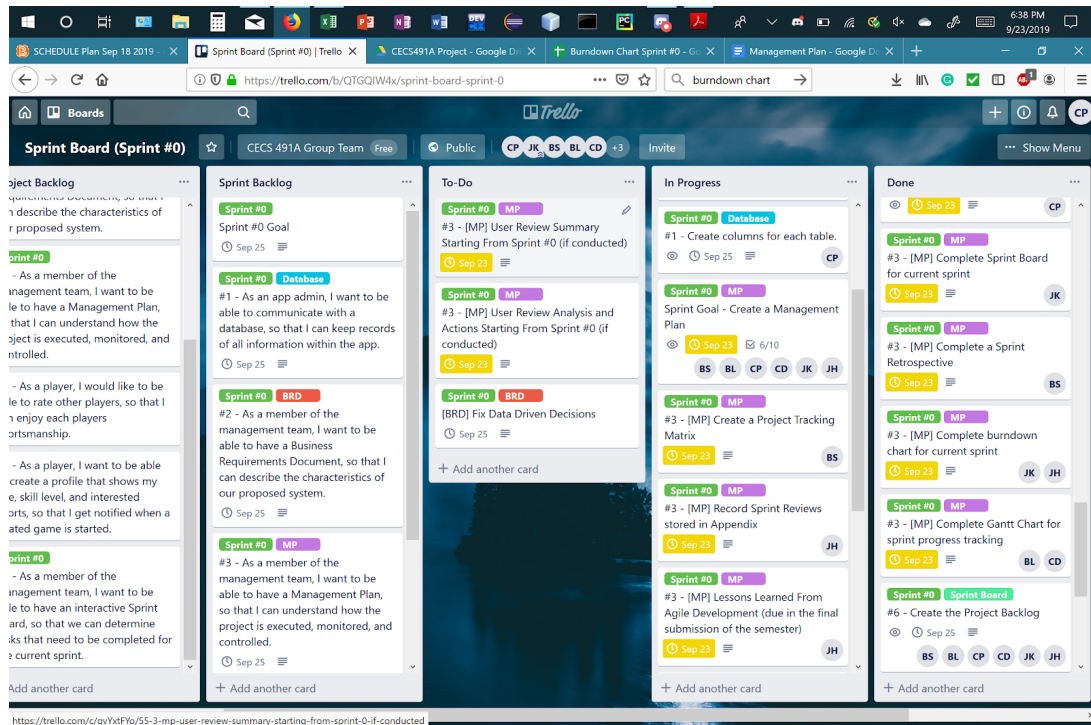 6:38 PM
9/23/2019
SCHEDULE Plan Sep 18 2019 -
Sprint Board (Sprint #0) | Trello
CECS491A Project - Google Dri
Burndown Chart Sprint #0 - Go
Management Plan - Google Do
https://trello.com/b/QTGQIW4x/sprint-board-sprint-0
burndown chart
Boards
Trello
CP
Sprint Board (Sprint #0)
CECS 491A Group Team Free
Public
CP JK BS BL CD +3
Invite
Show Menu
oject Backlog
describe the characteristics of
r proposed system.
print #0
- As a member of the
anagement team, I want to be
le to have a Management Plan,
that I can understand how the
oject is executed, monitored, and
ntrolled.
- As a player, I would like to be
le to rate other players, so that I
n enjoy each players
ortsmanship.
- As a player, I want to be able
create a profile that shows my
e, skill level, and interested
orts, so that I get notified when a
ated game is started.
print #0
- As a member of the
anagement team, I want to be
le to have an interactive Sprint
ard, so that we can determine
sks that need to be completed for
e current sprint.
Add another card
Sprint Backlog
Sprint #0
Sprint #0 Goal
Sep 25
Sprint #0 Database
#1 - As an app admin, I want to be
able to communicate with a
database, so that I can keep records
of all information within the app.
Sep 25
Sprint #0 BRD
#2 - As a member of the
management team, I want to be
able to have a Business
Requirements Document, so that I
can describe the characteristics of
our proposed system.
Sep 25
Sprint #0 MP
#3 - As a member of the
management team, I want to be
able to have a Management Plan,
so that I can understand how the
project is executed, monitored, and
controlled.
Sep 25
+ Add another card
To-Do
Sprint #0 MP
#3 - [MP] User Review Summary
Starting From Sprint #0 (if conducted)
Sep 23
Sprint #0 MP
#3 - [MP] User Review Analysis and
Actions Starting From Sprint #0 (if
conducted)
Sep 23
Sprint #0 BRD
[BRD] Fix Data Driven Decisions
Sep 25
+ Add another card
In Progress
Sprint #0 Database
#1 - Create columns for each table.
Sep 25
CP
Sprint #0 MP
Sprint Goal - Create a Management
Plan
Sep 23 6/10
BS BL CP CD JK JH
Sprint #0 MP
#3 - [MP] Create a Project Tracking
Matrix
Sep 23
BS
Sprint #0 MP
#3 - [MP] Record Sprint Reviews
stored in Appendix
Sep 23
JH
Sprint #0 MP
#3 - [MP] Lessons Learned From
Agile Development (due in the final
submission of the semester)
Sep 23
JH
+ Add another card
Done
Sep 23
CP
Sprint #0 MP
#3 - [MP] Complete Sprint Board
for current sprint
Sep 23
JK
Sprint #0 MP
#3 - [MP] Complete a Sprint
Retrospective
Sep 23
BS
Sprint #0 MP
#3 - [MP] Complete burndown
chart for current sprint
Sep 23
JK JH
Sprint #0 MP
#3 - [MP] Complete Gantt Chart for
sprint progress tracking
Sep 23
BL CD
Sprint #0 Sprint Board
#6 - Create the Project Backlog
Sep 25
BS BL CP CD JK JH
+ Add another card
https://trello.com/c/qvYxtFYo/55-3-mp-user-review-summary-starting-from-sprint-0-if-conducted